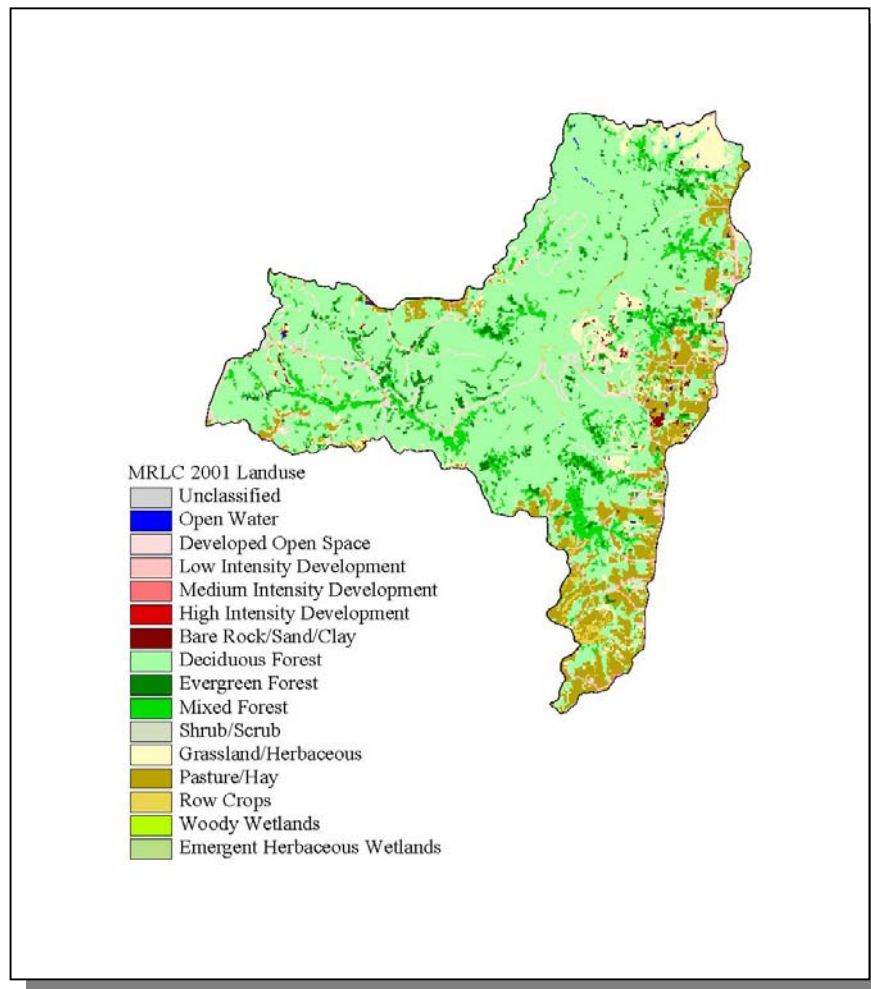 MRLC 2001 Landuse
Unclassified
Open Water
Developed Open Space
Low Intensity Development
Medium Intensity Development
High Intensity Development
Bare Rock/Sand/Clay
Deciduous Forest
Evergreen Forest
Mixed Forest
Shrub/Scrub
Grassland/Herbaceous
Pasture/Hay
Row Crops
Woody Wetlands
Emergent Herbaceous Wetlands